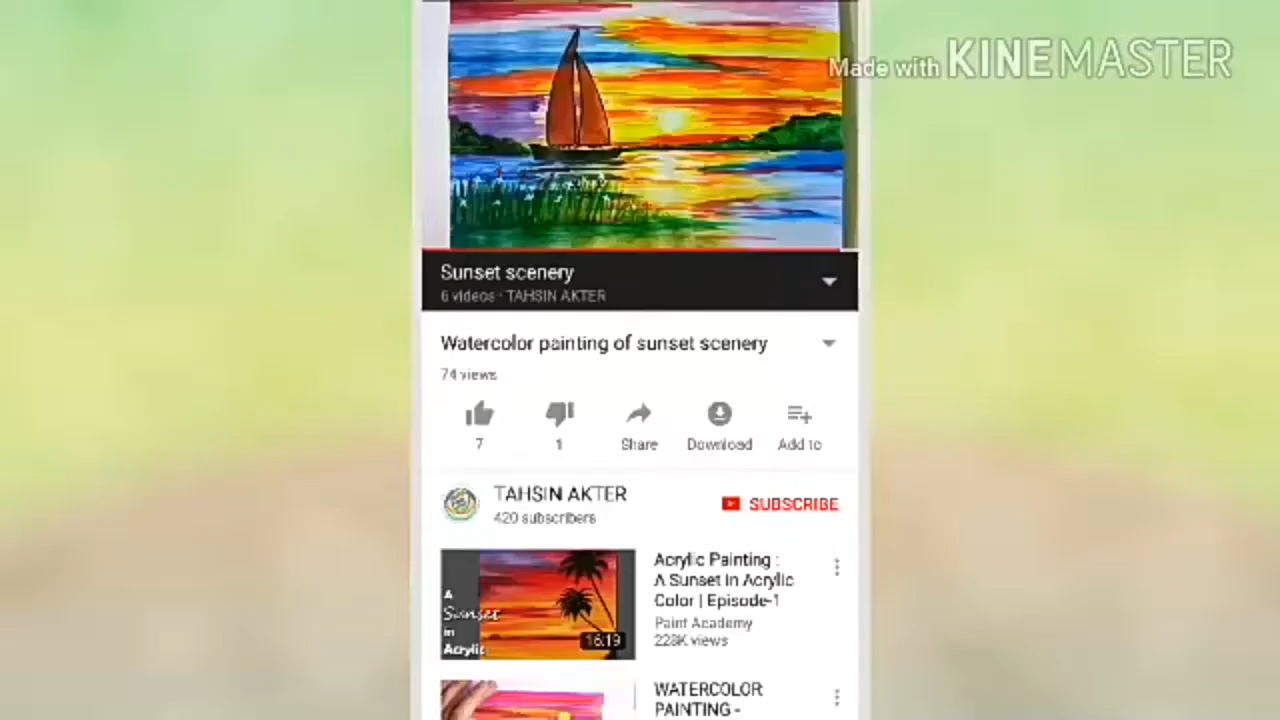 Made with KINEMASTER
Sunset scenery
6 videos · TAHSIN AKTER
Watercolor painting of sunset scenery
74 views
7
1
Share
Download
Add to
TAHSIN AKTER
420 subscribers
SUBSCRIBE
A
Sunset
in
Acrylic
16:19
Acrylic Painting :
A Sunset in Acrylic
Color | Episode-1
Paint Academy
228K views
WATERCOLOR
PAINTING -